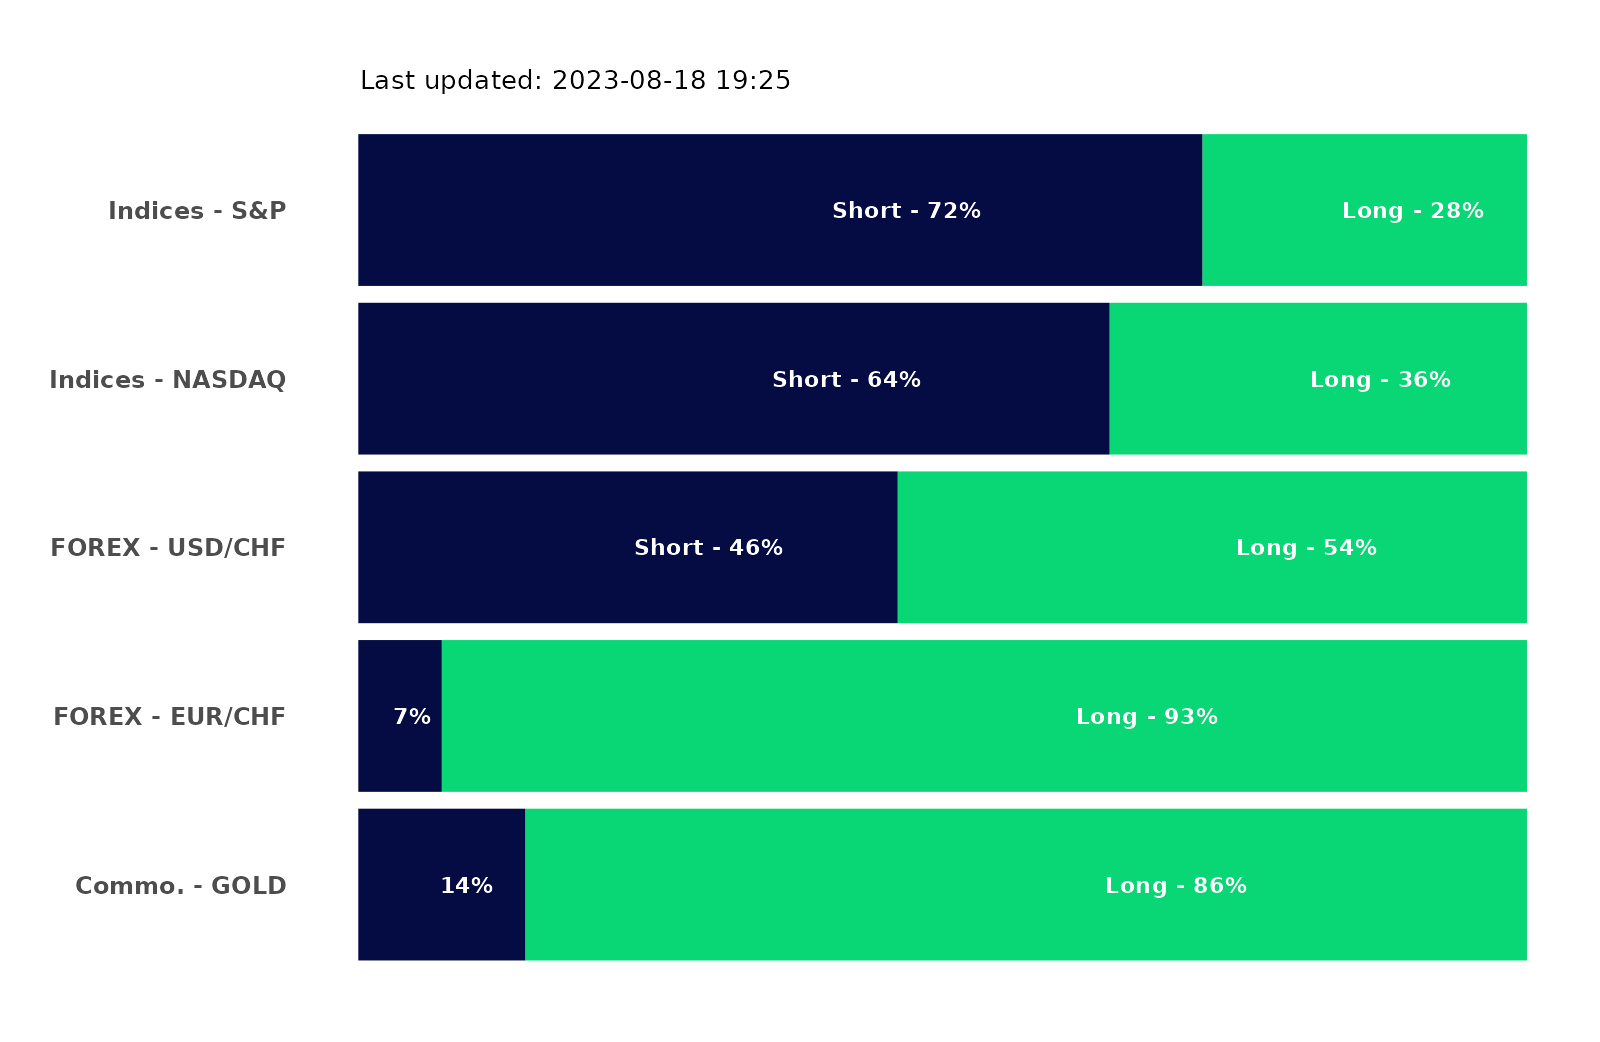 Last updated: 2023-08-18 19:25
Indices - S&P Short - 72% Long - 28%
Indices - NASDAQ Short - 64% Long - 36%
FOREX - USD/CHF Short - 46% Long - 54%
FOREX - EUR/CHF 7% Long - 93%
Commo. - GOLD 14% Long - 86%